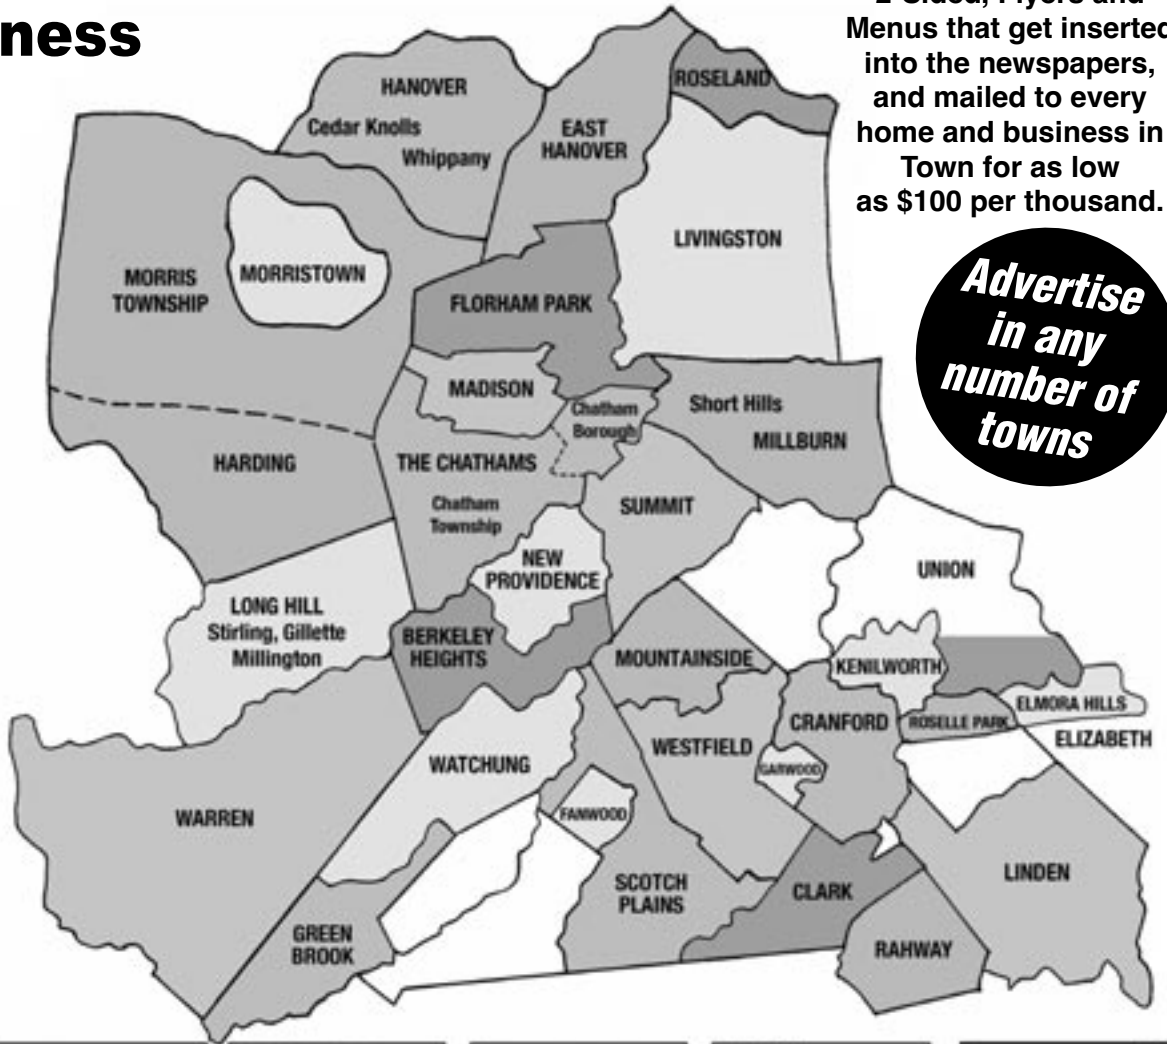 ness
2-Sided, Flyers and
Menus that get inserted
into the newspapers,
and mailed to every
home and business in
Town for as low
as $100 per thousand.
Advertise
in any
number of
towns
HANOVER
Cedar Knolls
Whippany
EAST
HANOVER
ROSELAND
LIVINGSTON
MORRIS
TOWNSHIP
MORRISTOWN
FLORHAM PARK
MADISON
Chatham
Borough
Short Hills
MILLBURN
HARDING
THE CHATHAMS
Chatham
Township
SUMMIT
NEW
PROVIDENCE
UNION
LONG HILL
Stirling, Gillette
Millington
BERKELEY
HEIGHTS
MOUNTAINSIDE
KENILWORTH
ELMORA HILLS
CRANFORD
ROSELLE PARK
ELIZABETH
WESTFIELD
GARWOOD
WATCHUNG
WARREN
FANWOOD
SCOTCH
PLAINS
CLARK
LINDEN
GREEN
BROOK
RAHWAY